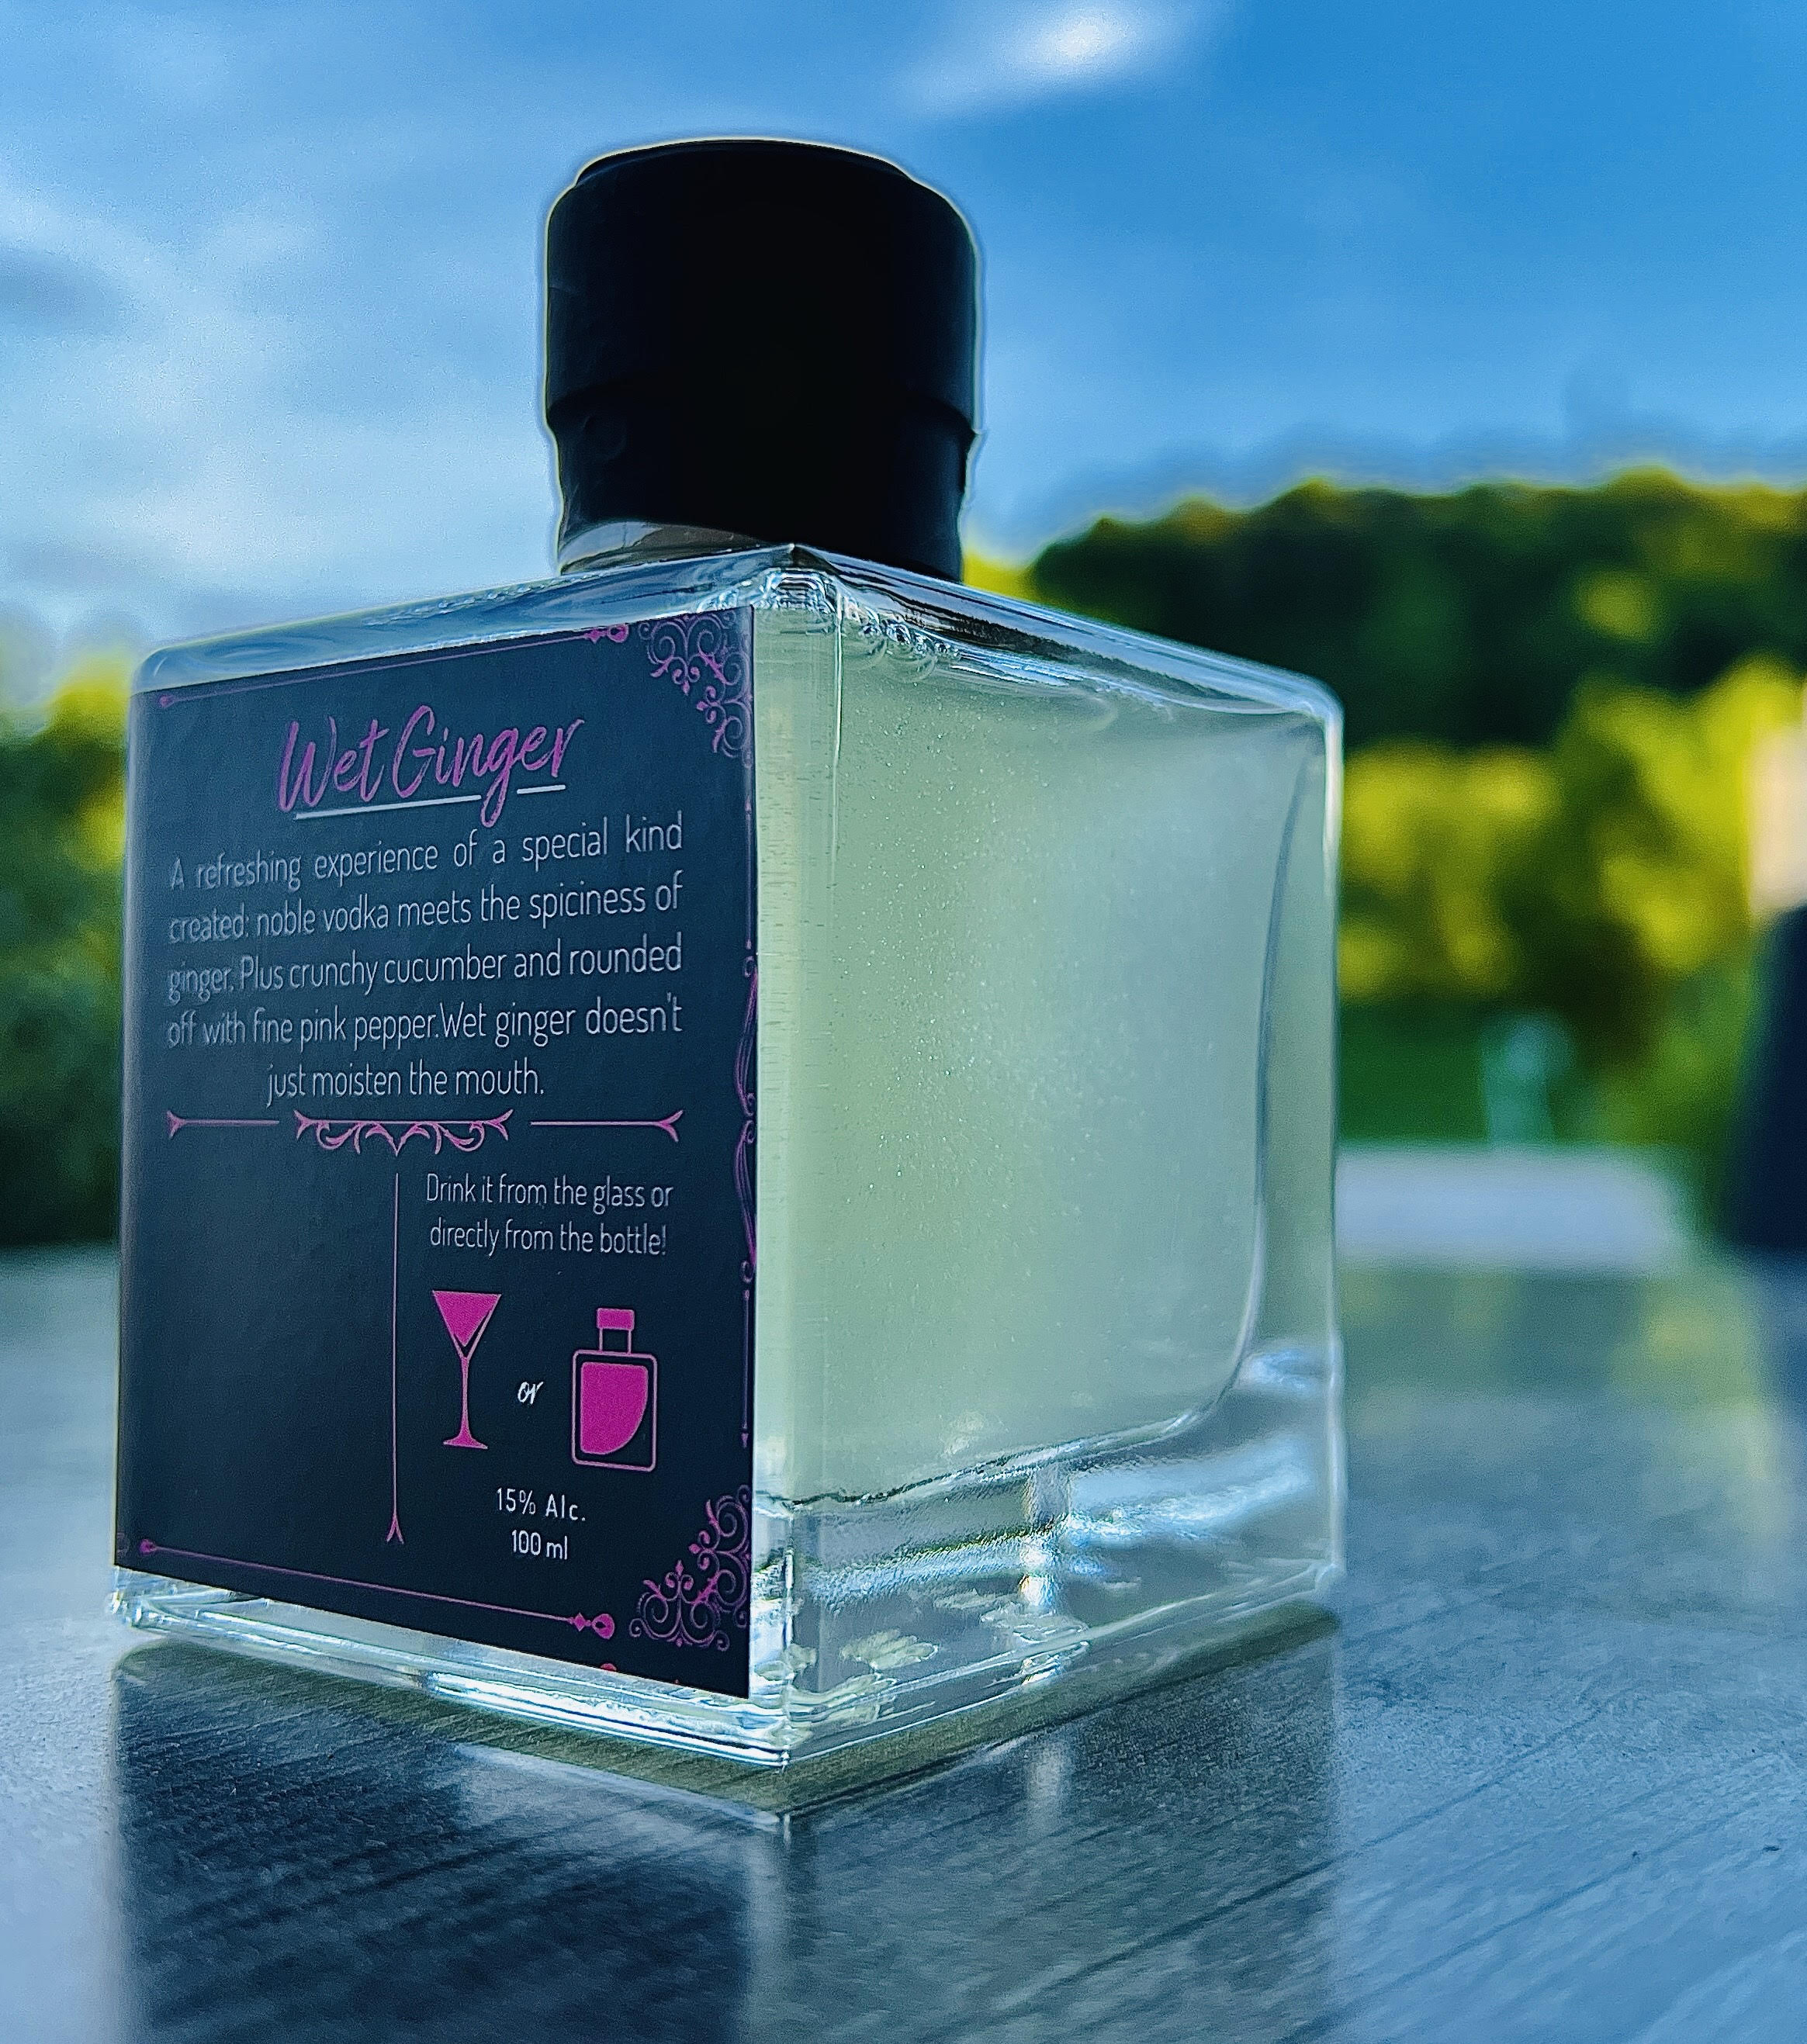 Wet Ginger
A refreshing experience of a special kind
created: noble vodka meets the spiciness of
ginger. Plus crunchy cucumber and rounded
off with fine pink pepper.Wet ginger doesn't
just moisten the mouth.
Drink it from the glass or
directly from the bottle!
or
15% Alc.
100 ml